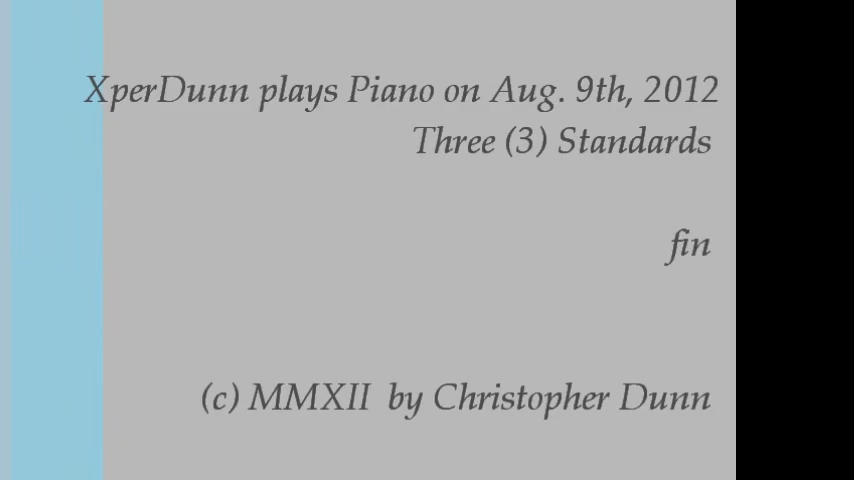 XperDunn plays Piano on Aug. 9th, 2012
Three (3) Standards
fin
(c) MMXII by Christopher Dunn